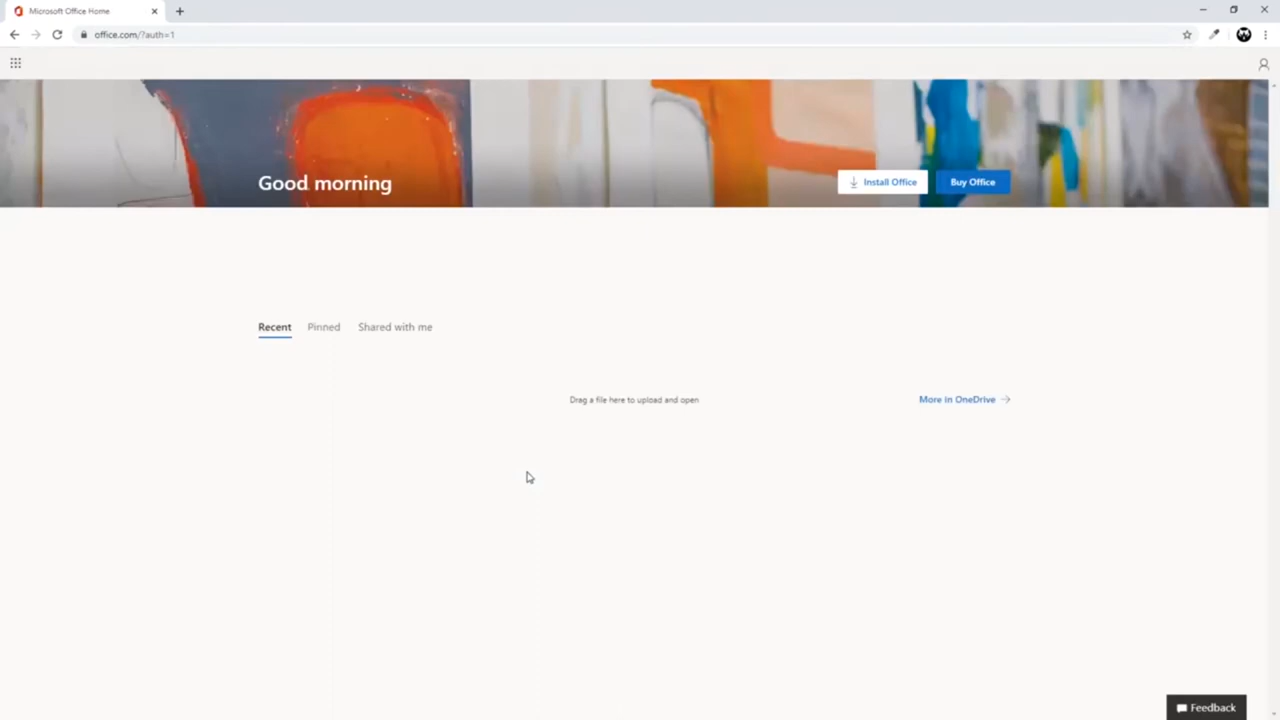 Microsoft Office Home
office.com/?auth=1
Good morning
Install Office
Buy Office
Recent
Pinned
Shared with me
Drag a file here to upload and open
More in OneDrive
Feedback